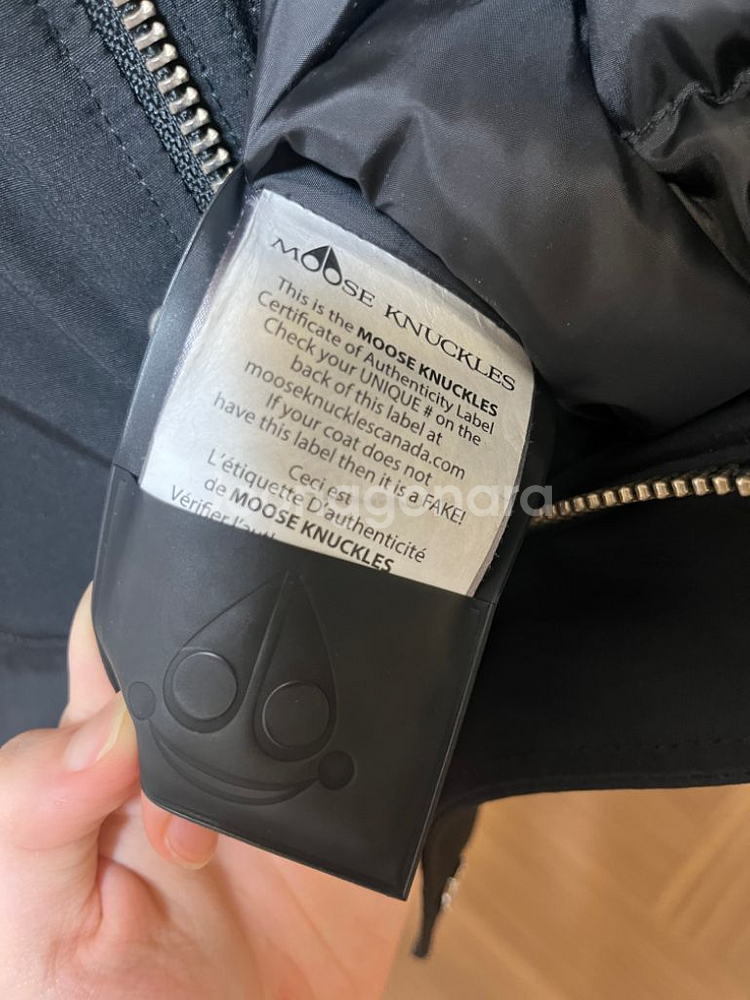 MOOSE KNUCKLES
This is the MOOSE KNUCKLES
Certificate of Authenticity Label
Check your UNIQUE # on the
back of this label at
mooseknucklescanada.com
If your coat does not
have this label then it is a FAKE!
Ceci est
L'étiquette D'authenticité
de MOOSE KNUCKLES
Vérifier